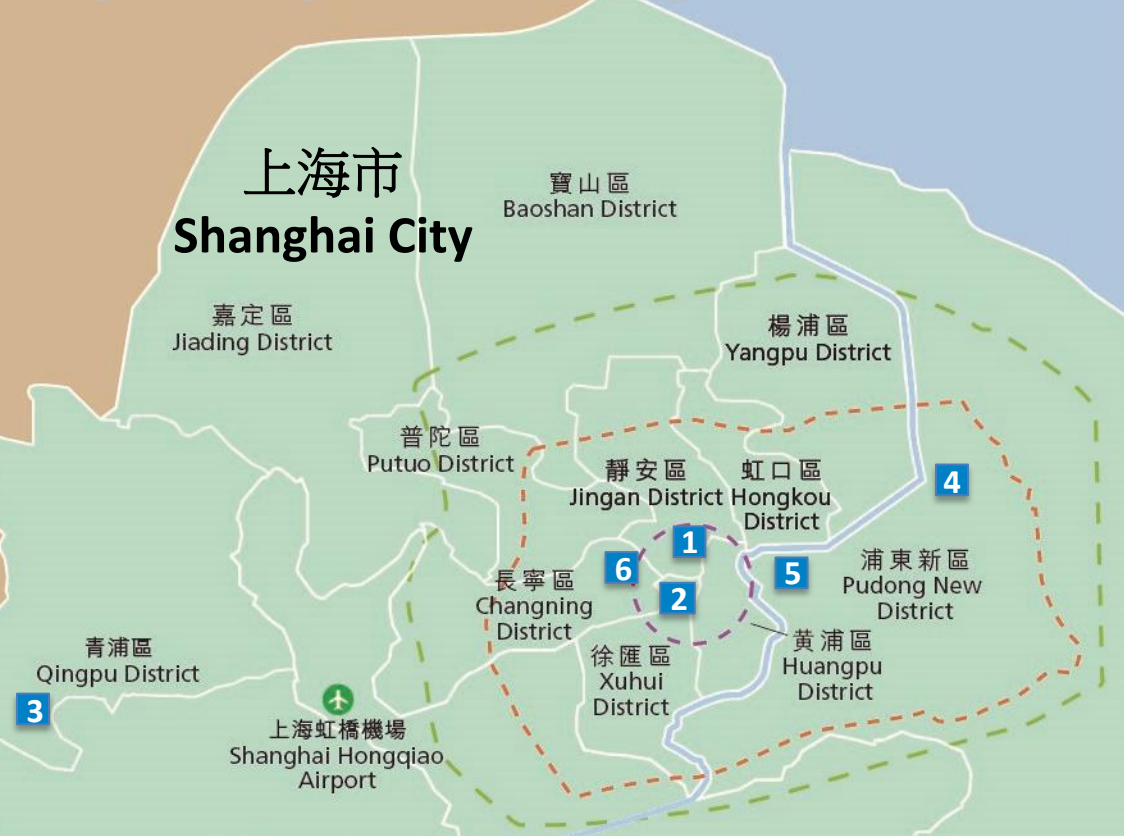 上海市
Shanghai City
寶山區
Baoshan District
嘉定區
Jiading District
楊浦區
Yangpu District
普陀區
Putuo District
靜安區
Jingan District
虹口區
Hongkou
District
4
1
6
5
2
浦東新區
Pudong New
District
長寧區
Changning
District
黄浦區
Huangpu
District
徐匯區
Xuhui
District
青浦區
Qingpu District
3
上海虹橋機場
Shanghai Hongqiao
Airport